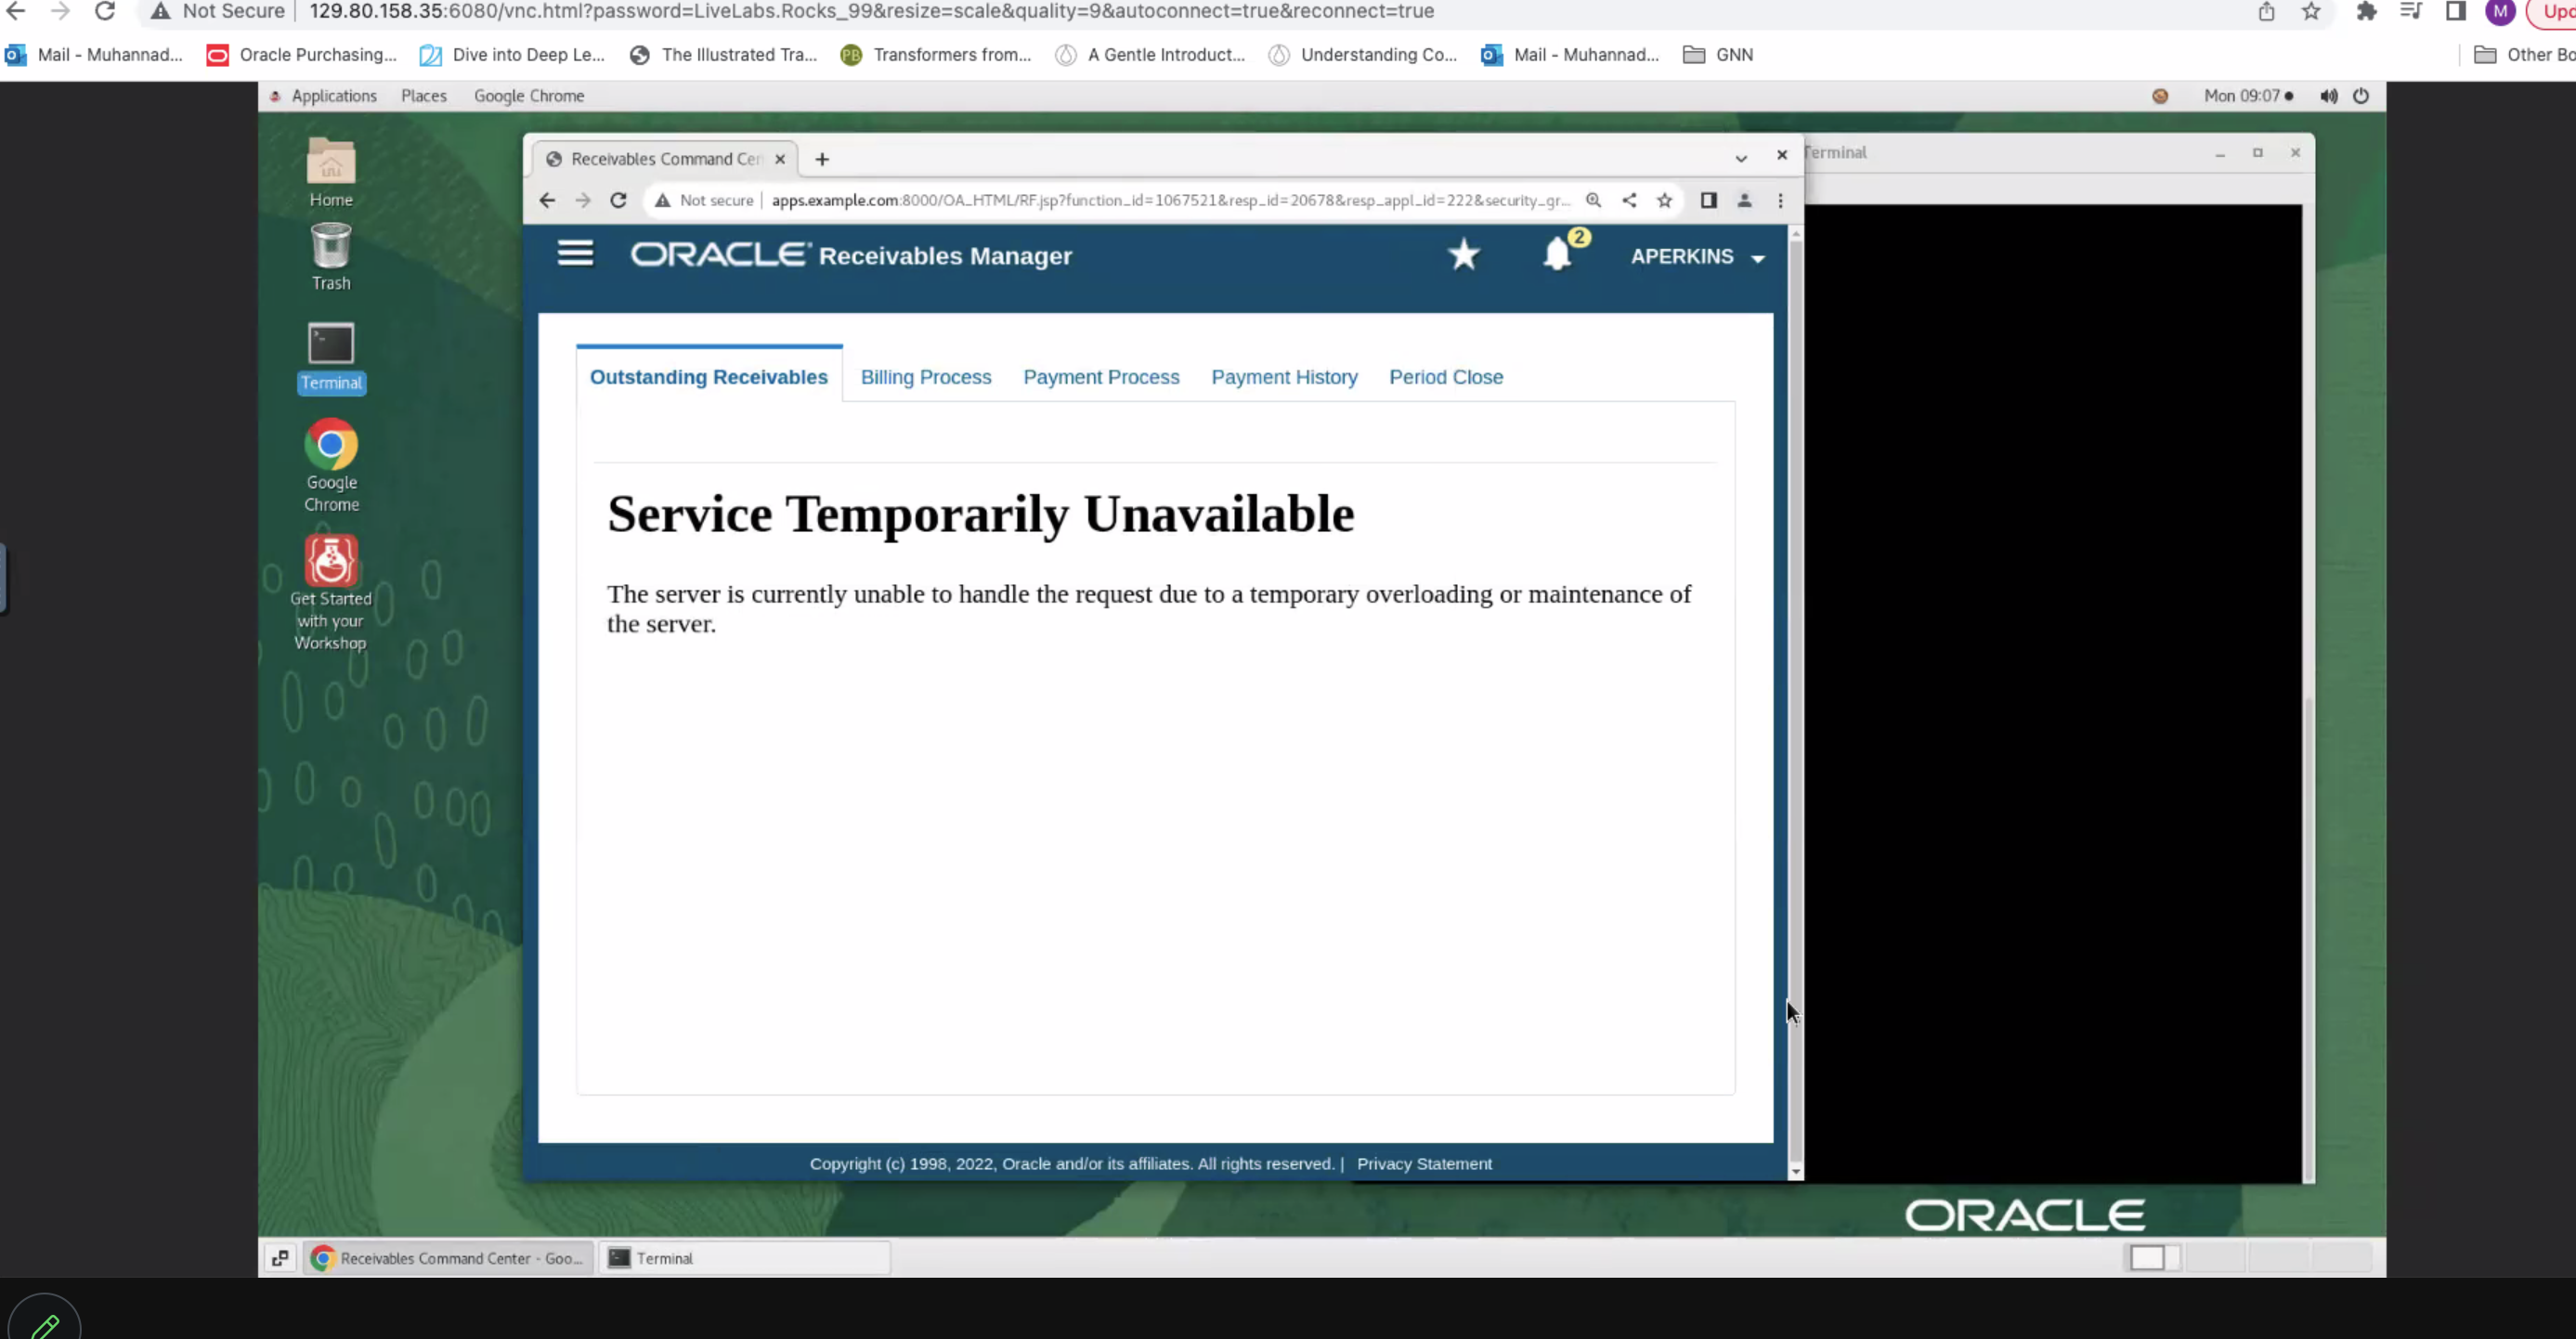 Not Secure | 129.80.158.35:6080/vnc.html?password=LiveLabs.Rocks_99&resize=scale&quality=9&autoconnect=true&reconnect=true
M
Upd
Mail - Muhannad...
Oracle Purchasing...
Dive into Deep Le...
The Illustrated Tra...
PB
Transformers from...
A Gentle Introduct...
Understanding Co...
Mail - Muhannad...
GNN
Other Bo
Applications Places Google Chrome
Mon 09:07
Home
Trash
Terminal
Google
Chrome
Get Started
with your
Workshop
Receivables Command Cen
Terminal
Not secure | apps.example.com:8000/OA_HTML/RF.jsp?function_id=1067521&resp_id=20678&resp_appl_id=222&security_gr...
ORACLE Receivables Manager
2
APERKINS
Outstanding Receivables
Billing Process
Payment Process
Payment History
Period Close
Service Temporarily Unavailable
The server is currently unable to handle the request due to a temporary overloading or maintenance of
the server.
Copyright (c) 1998, 2022, Oracle and/or its affiliates. All rights reserved. | Privacy Statement
ORACLE
Receivables Command Center - Goo...
Terminal